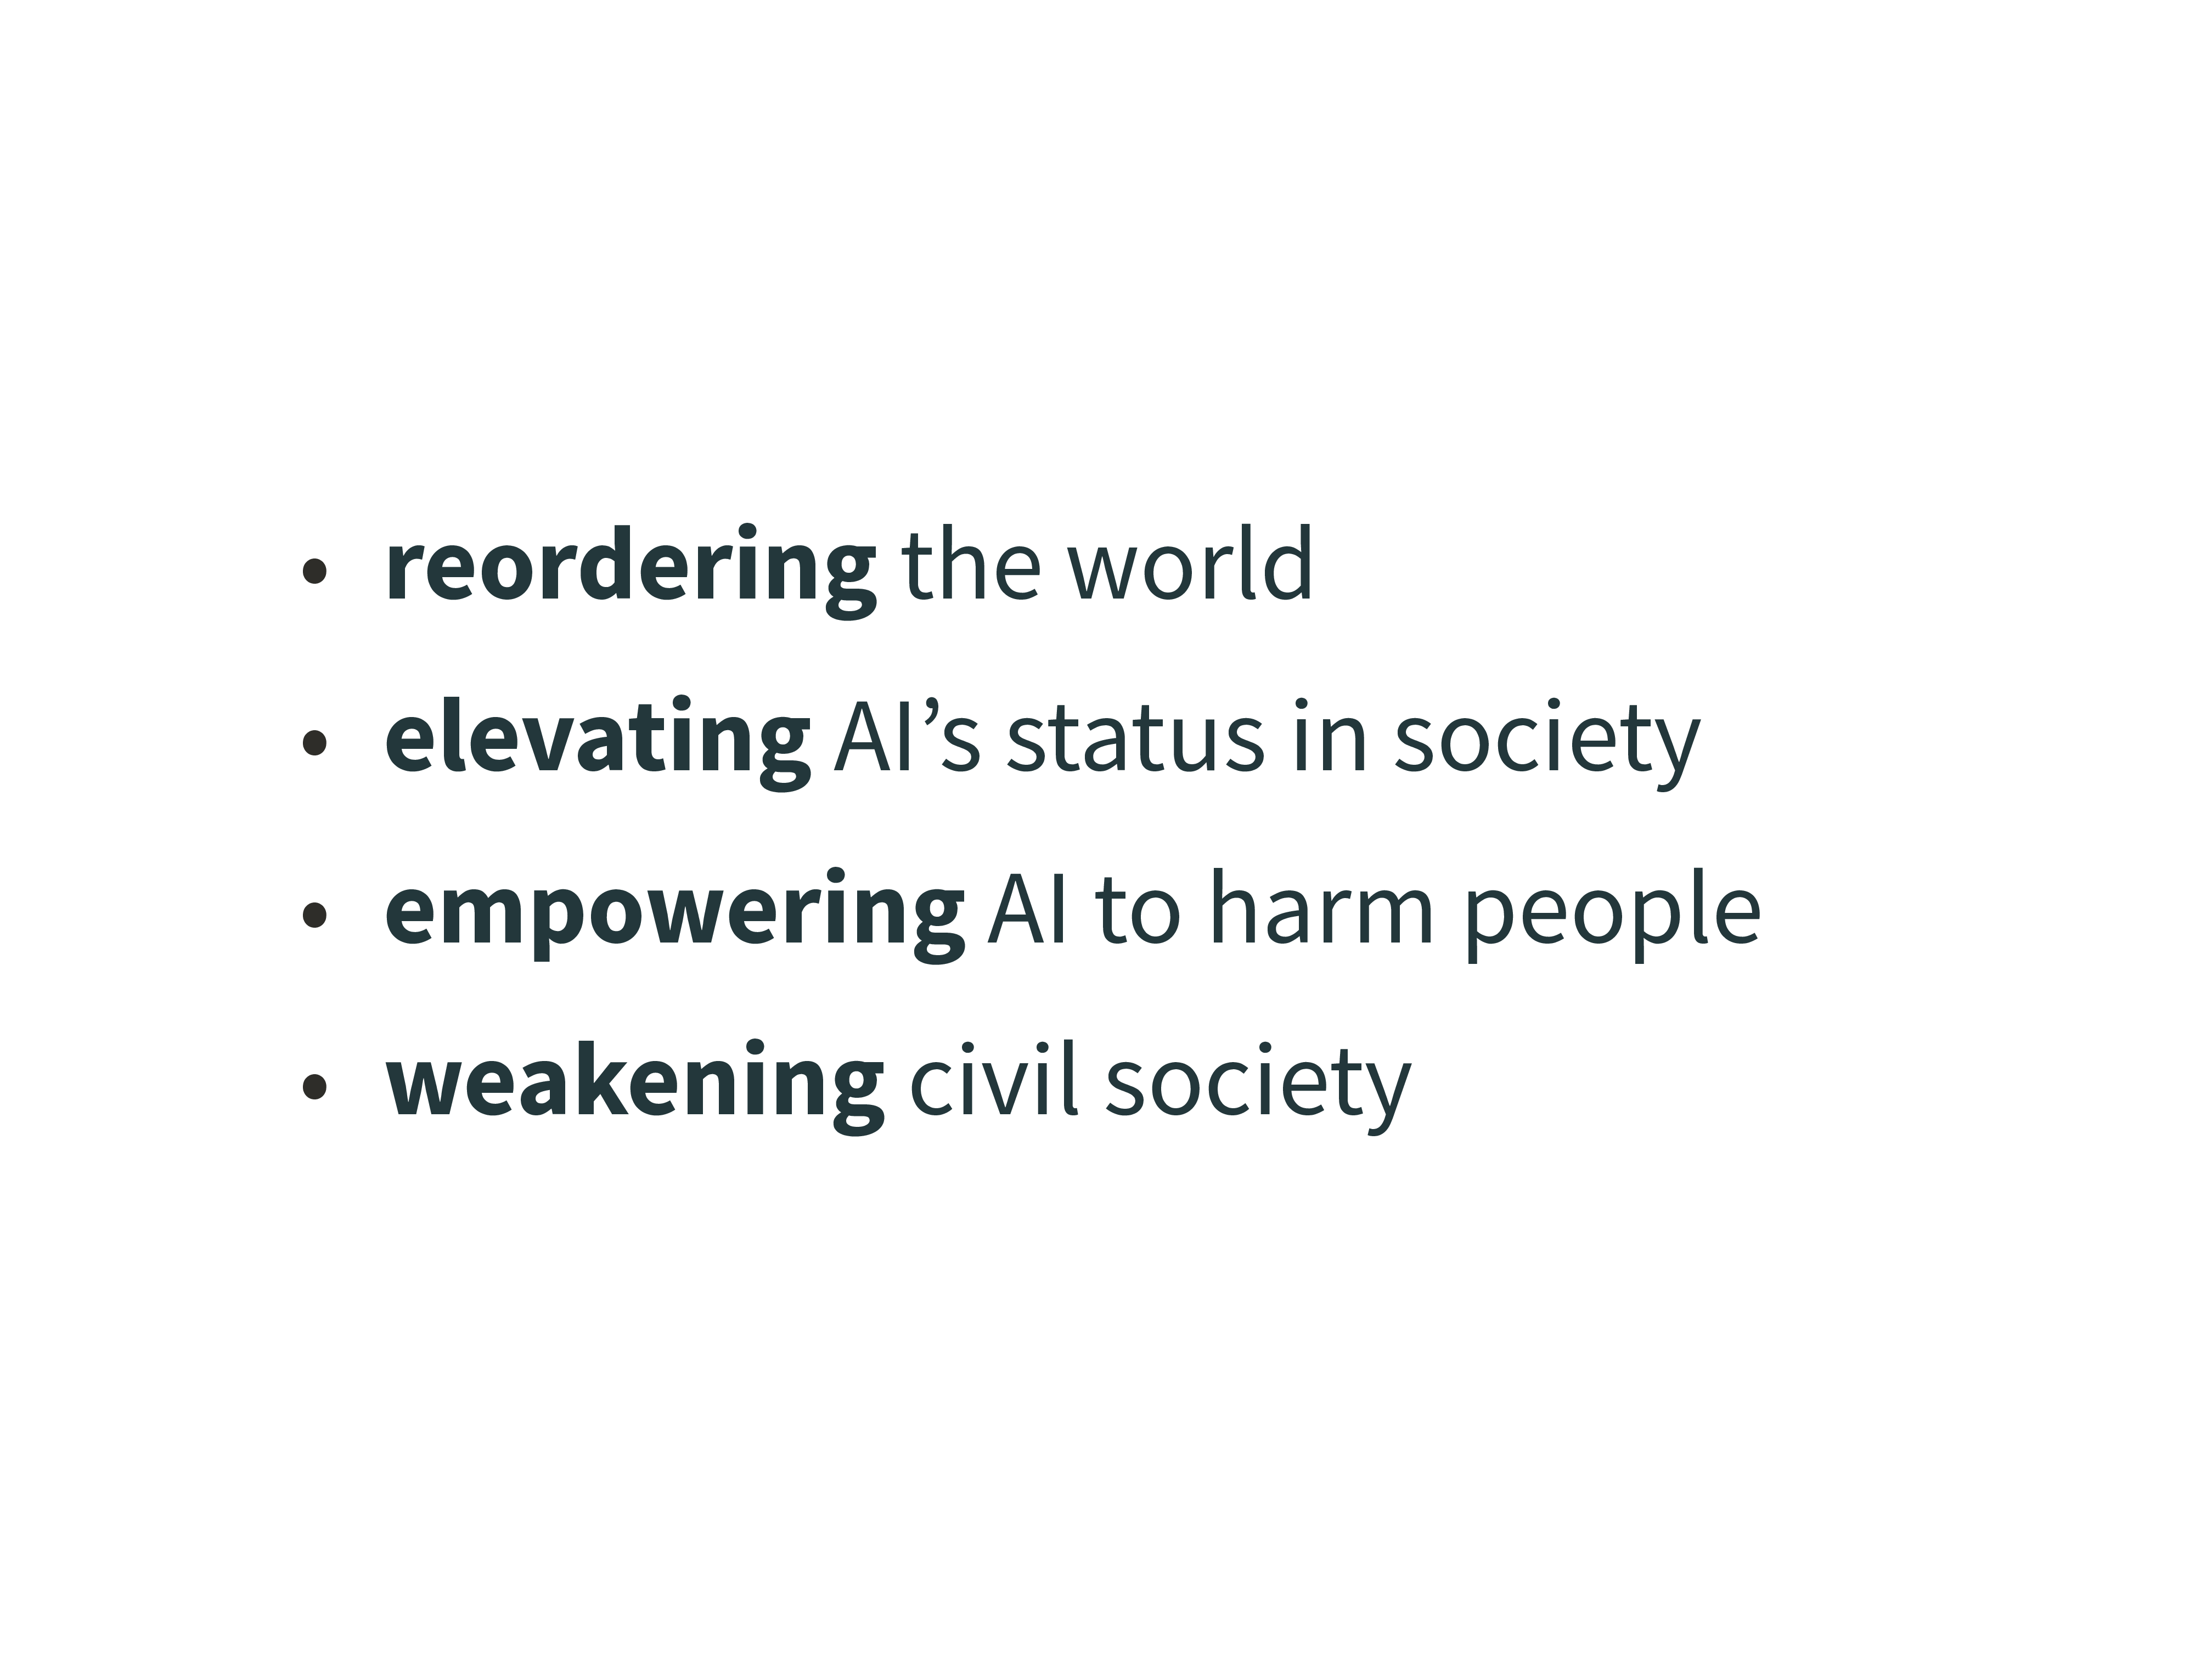 • reordering the world
• elevating AI’s status in society
• empowering AI to harm people
• weakening civil society